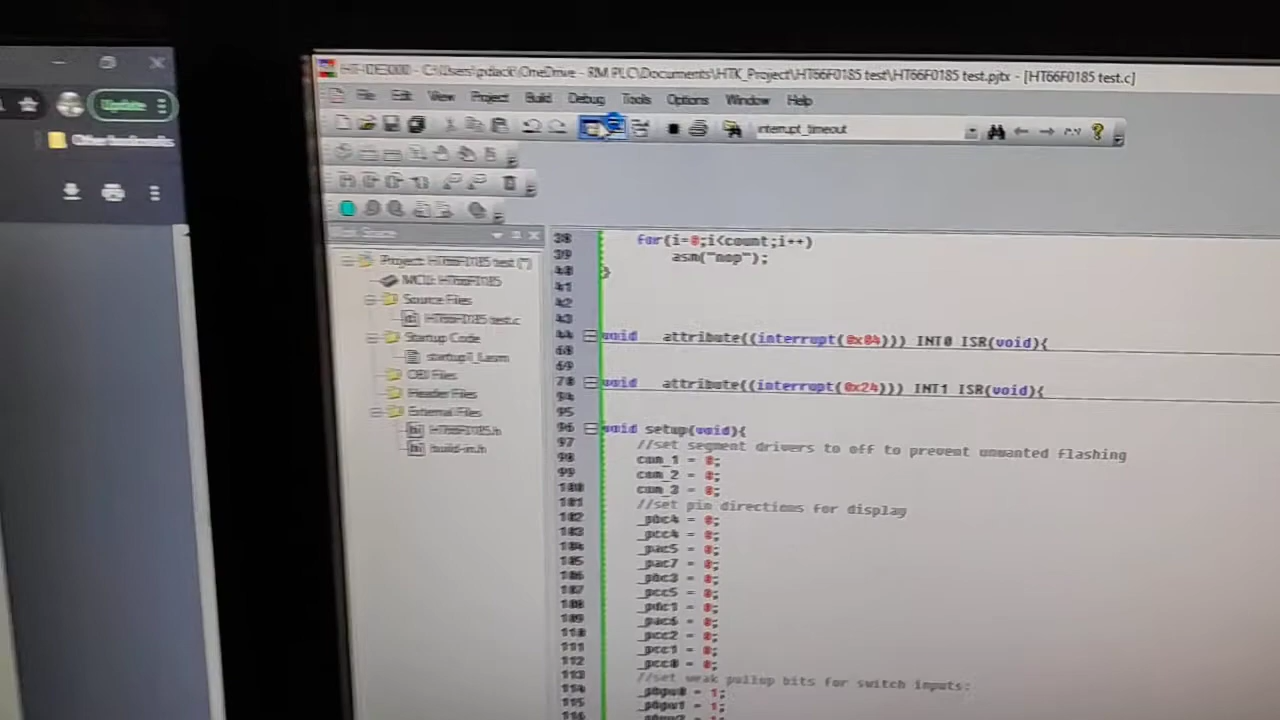 Update
HT-IDE3000 - C:\Users\pdack\OneDrive - RM PLC\Documents\HTK_Project\HT66F0185 test\HT66F0185 test.pjtx - [HT66F0185 test.c]
File Edit View Project Build Debug Tools Options Window Help
interrupt_timeout
Project: HT66F0185 test (*)
MCU: HT66F0185
Source Files
HT66F0185 test.c
Startup Code
startup1_l.asm
OBJ Files
Header Files
External Files
HT66F0185.h
38 for(i=0;i<count;i++)
39 asm("nop");
40 }
41
42
43
44 void attribute((interrupt(0x04))) INT0 ISR(void){
68
69
70 void attribute((interrupt(0x24))) INT1 ISR(void){
94
95
96 void setup(void){
97 //set segment drivers to off to prevent unwanted flashing
98 com_1 = 0;
99 com_2 = 0;
100 com_3 = 0;
101 //set pin directions for display
102 = 0;
103 _pcc4 = 0;
104 _pac5 = 0;
105 _pac7 = 0;
106 _pbc3 = 0;
107 _pcc5 = 0;
108 = 0;
109 _pac6 = 0;
110 _pcc2 = 0;
111 _pcc1 = 0;
112 _pcc0 = 0;
113 //set weak pullup bits for switch inputs:
114 _pbpu0 = 1;
115 _pbpu1 = 1;
116